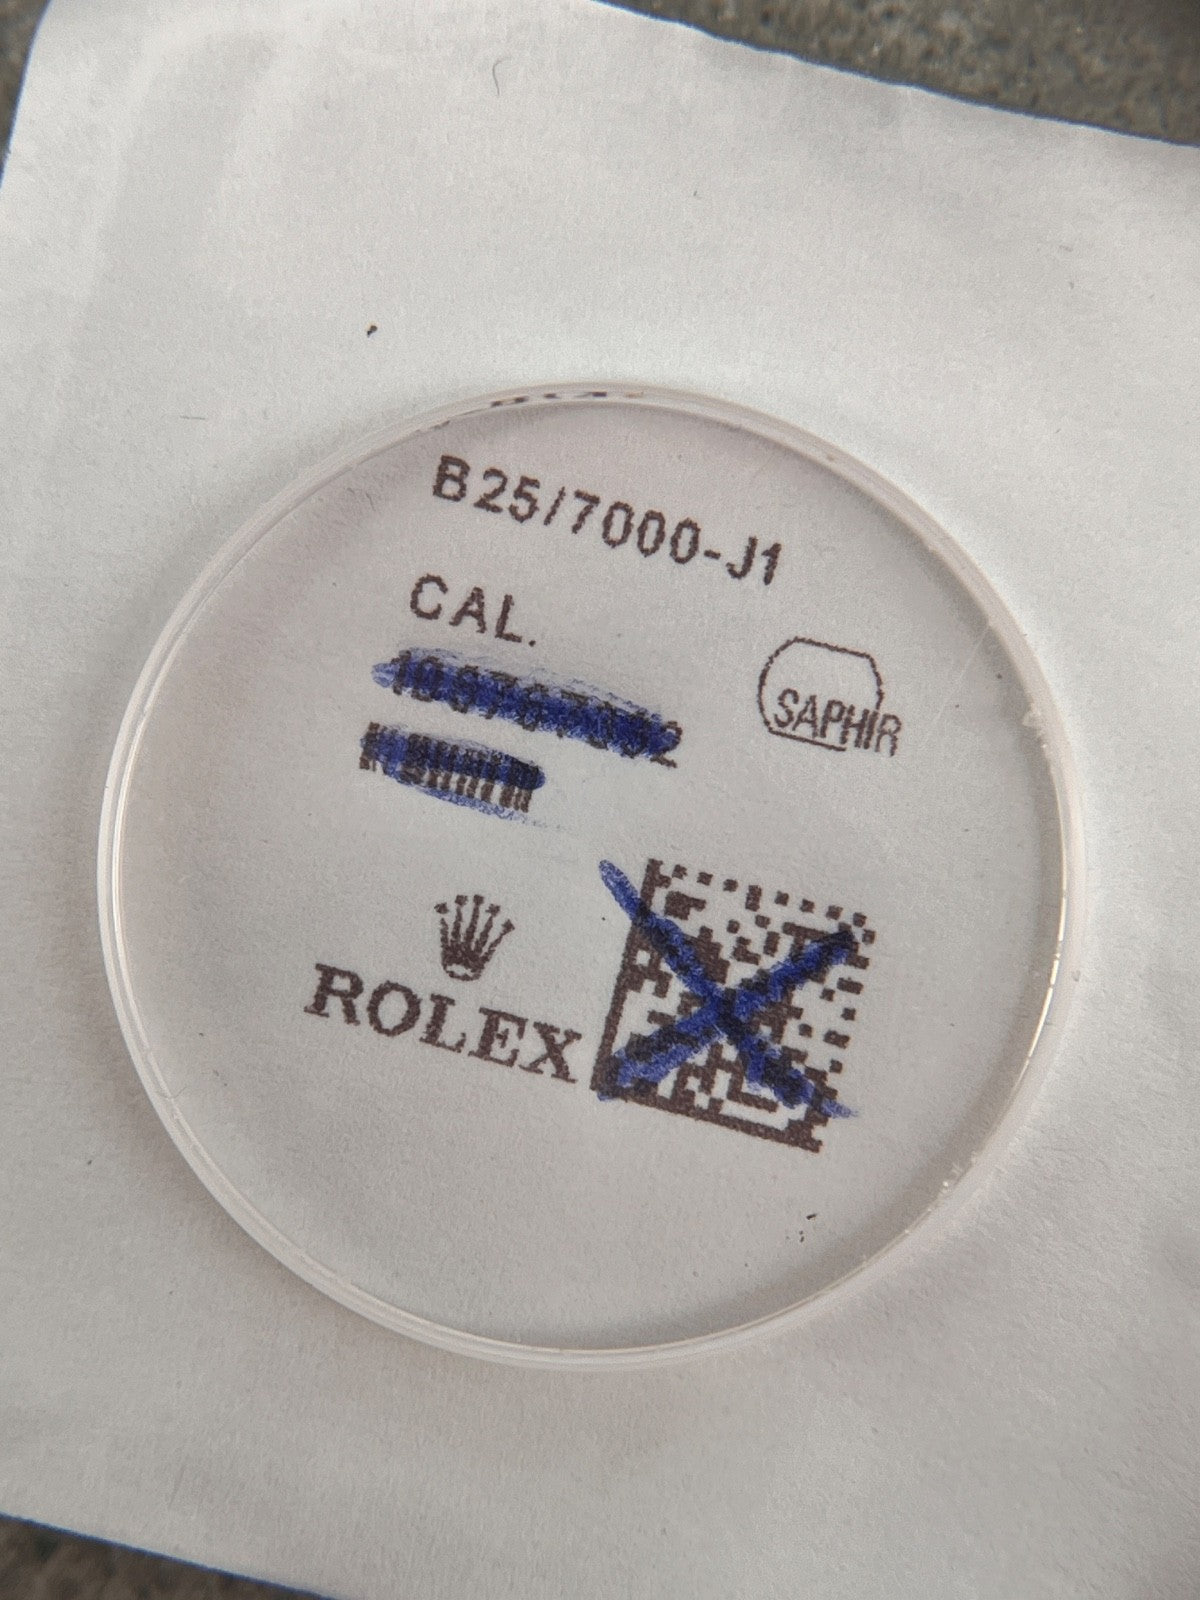 B25/7000-J1
CAL.
SAPHIR
ROLEX